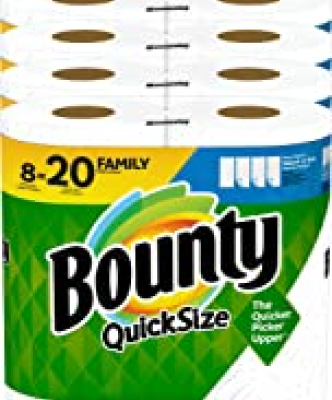 8=20 FAMILY
Bounty
QuickSize
The
Quicker
Picker
Upper